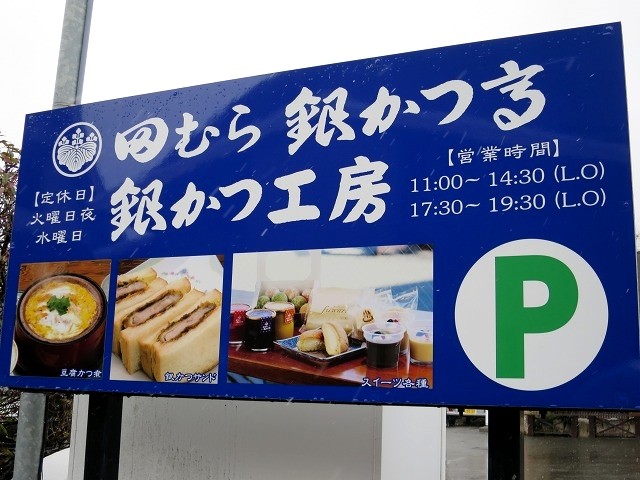 田むら 銀かつ亭
銀かつ工房
【定休日】
火曜日夜
水曜日
【営業時間】
11:00～ 14:30 (L.O)
17:30～ 19:30 (L.O)
P
豆腐かつ煮
銀かつサンド
スイーツ各種